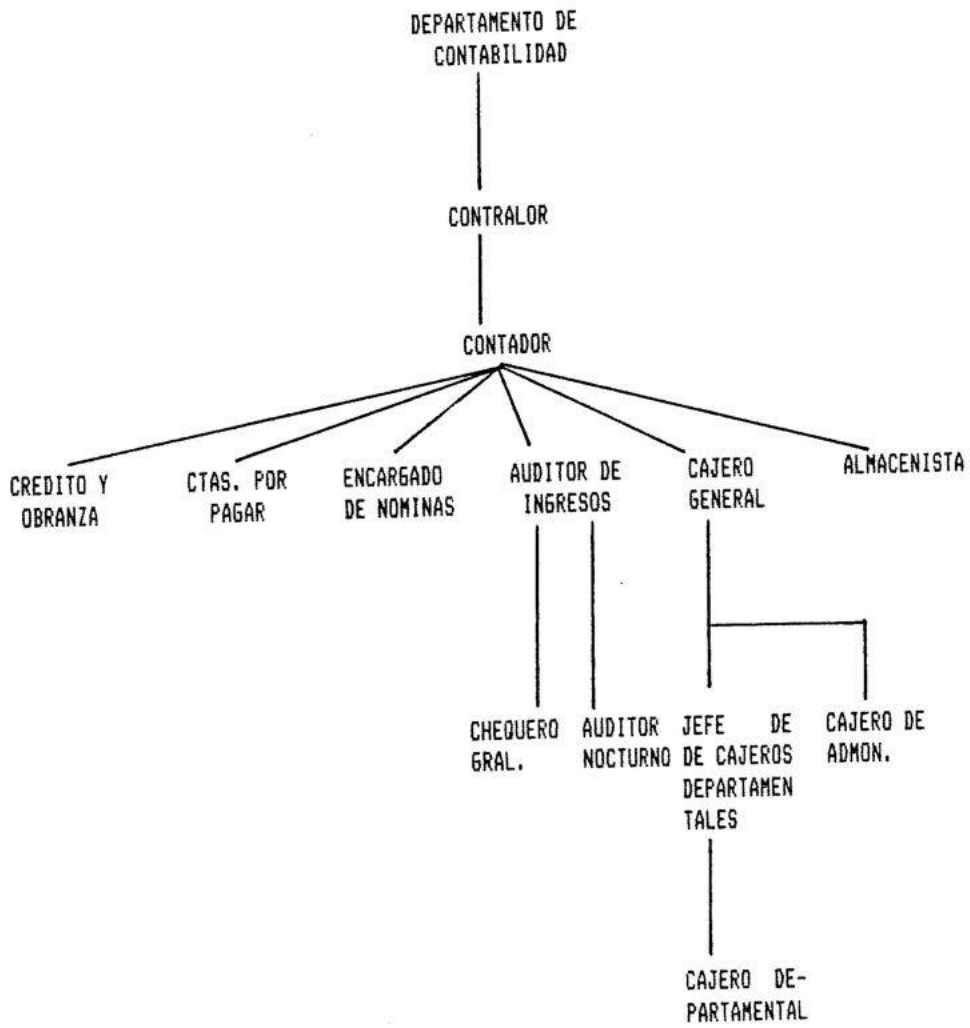 DEPARTAMENTO DE
CONTABILIDAD
CONTRALOR
CONTADOR
CREDITO Y
OBRANZA
CTAS. POR
PAGAR
ENCARGADO
DE NOMINAS
AUDITOR DE
INGRESOS
CAJERO
GENERAL
ALMACENISTA
CHEQUERO
GRAL.
AUDITOR
NOCTURNO
JEFE DE
DE CAJEROS
DEPARTAMEN
TALES
CAJERO DE
ADMON.
CAJERO DE-
PARTAMENTAL